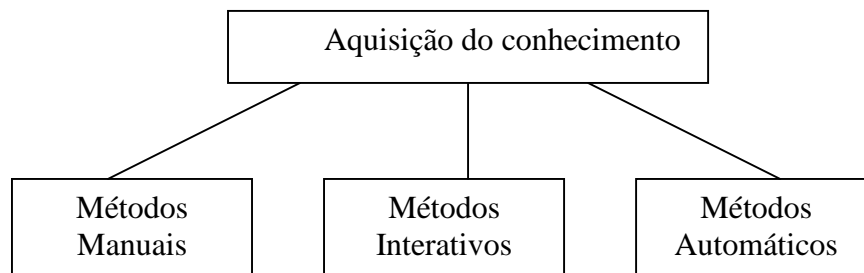 Aquisição do conhecimento
Métodos
Manuais
Métodos
Interativos
Métodos
Automáticos